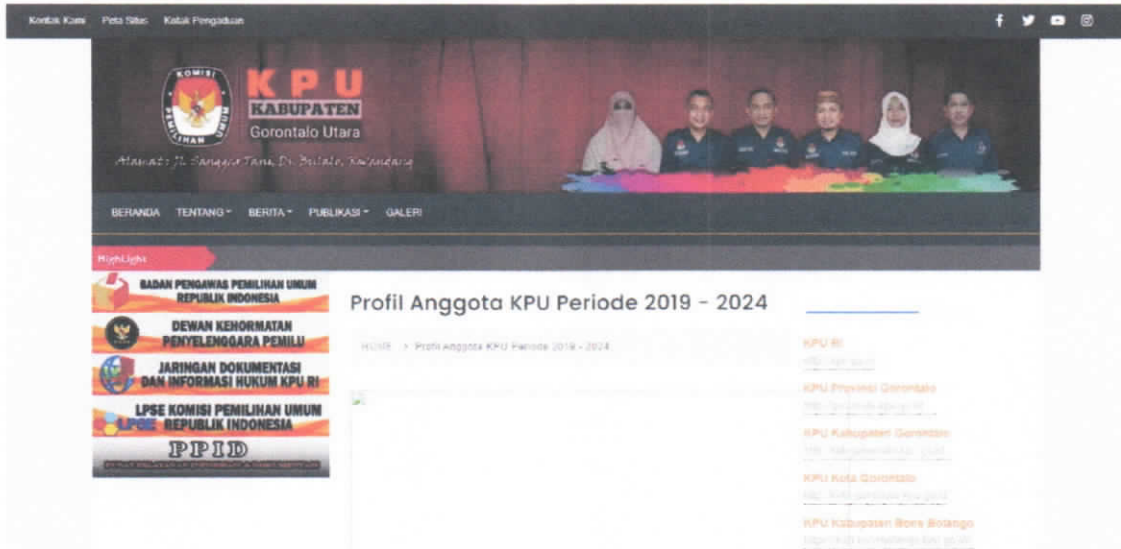 Kontak Kami Peta Situs Kotak Pengaduan
KOMISI
PEMILIHAN UMUM
KPU
KABUPATEN
Gorontalo Utara
Alamat: Jl.
BERANDA TENTANG BERITA PUBLIKASI GALERI
HighLight
BADAN PENGAWAS PEMILIHAN UMUM
REPUBLIK INDONESIA
DEWAN KEHORMATAN
PENYELENGGARA PEMILU
JARINGAN DOKUMENTASI
DAN INFORMASI HUKUM KPU RI
LPSE KOMISI PEMILIHAN UMUM
LPSE REPUBLIK INDONESIA
PPID
Profil Anggota KPU Periode 2019 - 2024
HOME > Profil Anggota KPU Periode 2019 - 2024
KPU RI
KPU Provinsi Gorontalo
KPU Kabupaten Gorontalo
KPU Kota Gorontalo
KPU Kabupaten Bone Bolango